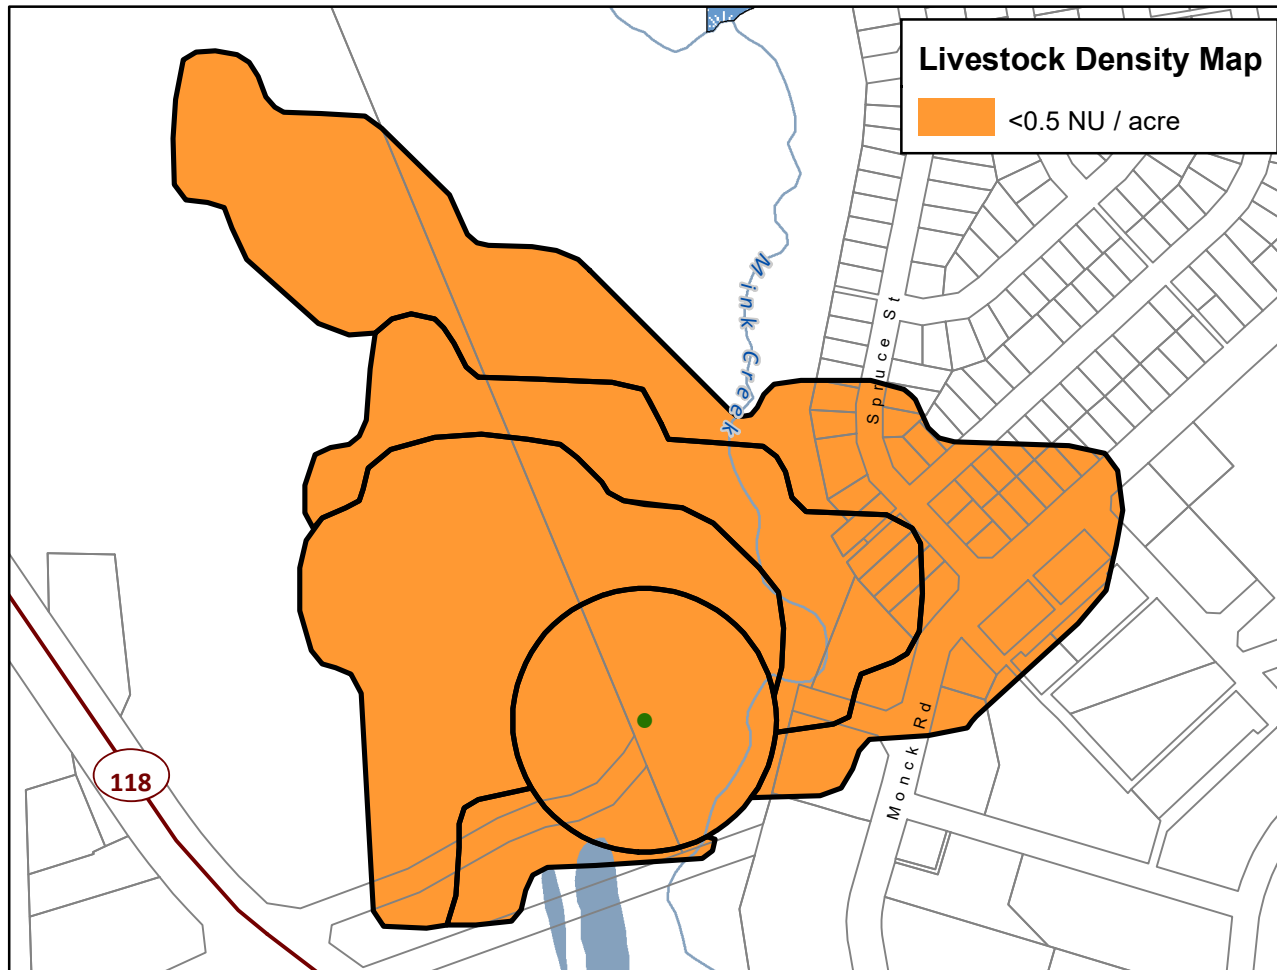 Livestock Density Map
<0.5 NU / acre
Mink Creek
Spruce St
Monck Rd
118